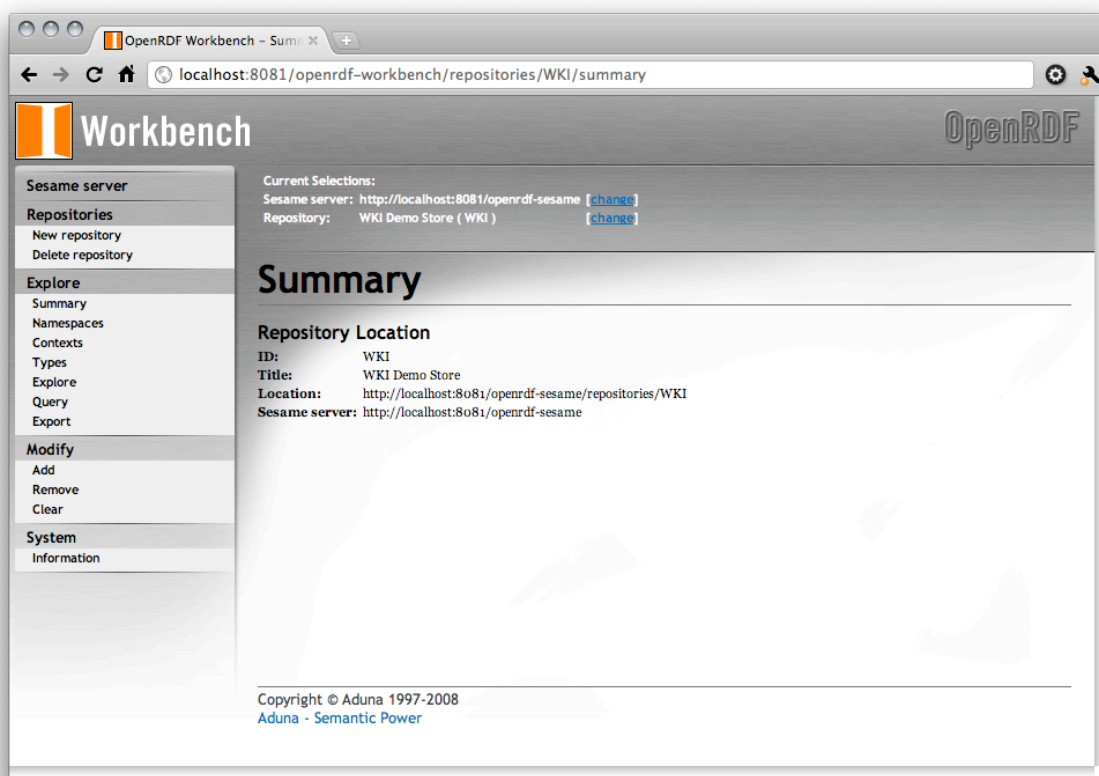 OpenRDF Workbench – Summ
localhost:8081/openrdf-workbench/repositories/WKI/summary
Workbench
OpenRDF
Sesame server
Repositories
New repository
Delete repository
Explore
Summary
Namespaces
Contexts
Types
Explore
Query
Export
Modify
Add
Remove
Clear
System
Information
Current Selections:
Sesame server: http://localhost:8081/openrdf-sesame [change]
Repository: WKI Demo Store ( WKI ) [change]
Summary
Repository Location
ID: WKI
Title: WKI Demo Store
Location: http://localhost:8081/openrdf-sesame/repositories/WKI
Sesame server: http://localhost:8081/openrdf-sesame
Copyright © Aduna 1997-2008
Aduna - Semantic Power